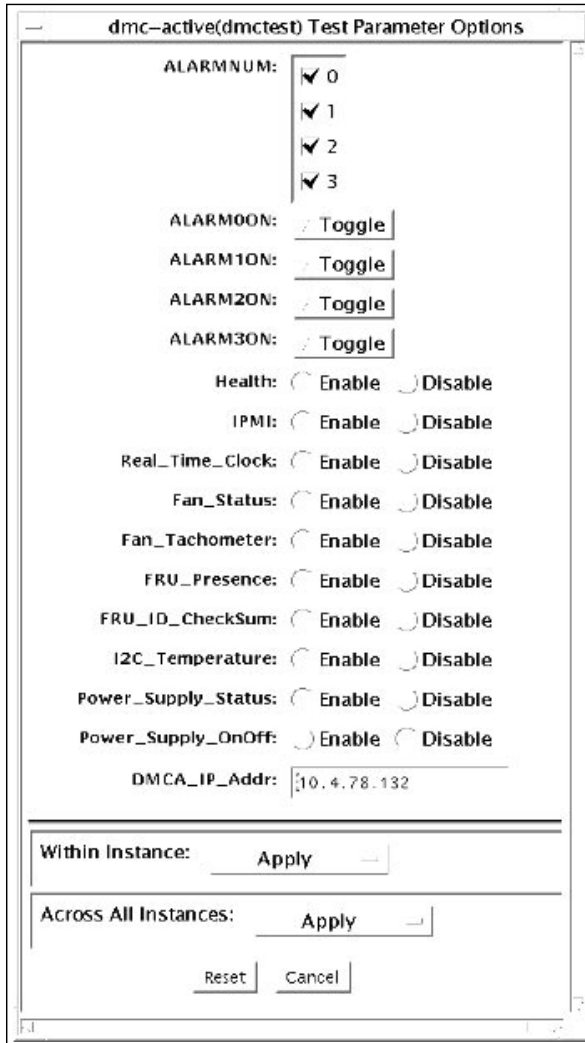 dmc-active(dmctest) Test Parameter Options
ALARMNUM: 0
1
2
3
ALARM0ON: Toggle
ALARM1ON: Toggle
ALARM2ON: Toggle
ALARM3ON: Toggle
Health: Enable Disable
IPMI: Enable Disable
Real_Time_Clock: Enable Disable
Fan_Status: Enable Disable
Fan_Tachometer: Enable Disable
FRU_Presence: Enable Disable
FRU_ID_CheckSum: Enable Disable
I2C_Temperature: Enable Disable
Power_Supply_Status: Enable Disable
Power_Supply_OnOff: Enable Disable
DMCA_IP_Addr: 10.4.78.132
Within Instance: Apply
Across All Instances: Apply
Reset Cancel